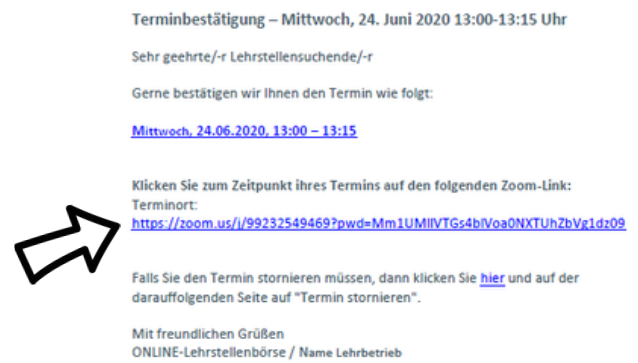 Terminbestätigung – Mittwoch, 24. Juni 2020 13:00-13:15 Uhr
Sehr geehrte/-r Lehrstellensuchende/-r
Gerne bestätigen wir Ihnen den Termin wie folgt:
Mittwoch, 24.06.2020, 13:00 – 13:15
Klicken Sie zum Zeitpunkt ihres Termins auf den folgenden Zoom-Link:
Terminort:
https://zoom.us/j/99232549469?pwd=Mm1UMllVTGs4blVoa0NXTUhZbVg1dz09
Falls Sie den Termin stornieren müssen, dann klicken Sie hier und auf der
darauffolgenden Seite auf "Termin stornieren".
Mit freundlichen Grüßen
ONLINE-Lehrstellenbörse / Name Lehrbetrieb